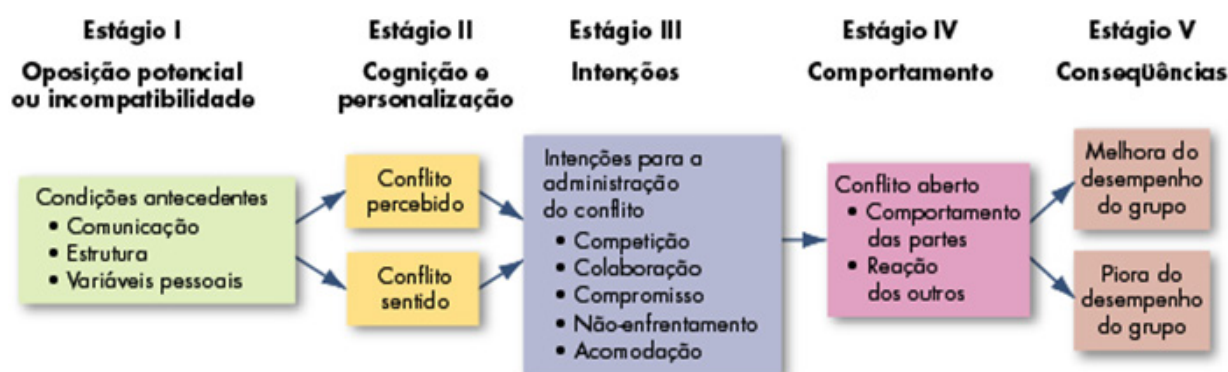 Estágio I
Oposição potencial
ou incompatibilidade
Estágio II
Cognição e
personalização
Estágio III
Intenções
Estágio IV
Comportamento
Estágio V
Conseqüências
Condições antecedentes
• Comunicação
• Estrutura
• Variáveis pessoais
Conflito
percebido
Conflito
sentido
Intenções para a
administração
do conflito
• Competição
• Colaboração
• Compromisso
• Não-enfrentamento
• Acomodação
Conflito aberto
• Comportamento
das partes
• Reação
dos outros
Melhora do
desempenho
do grupo
Piora do
desempenho
do grupo